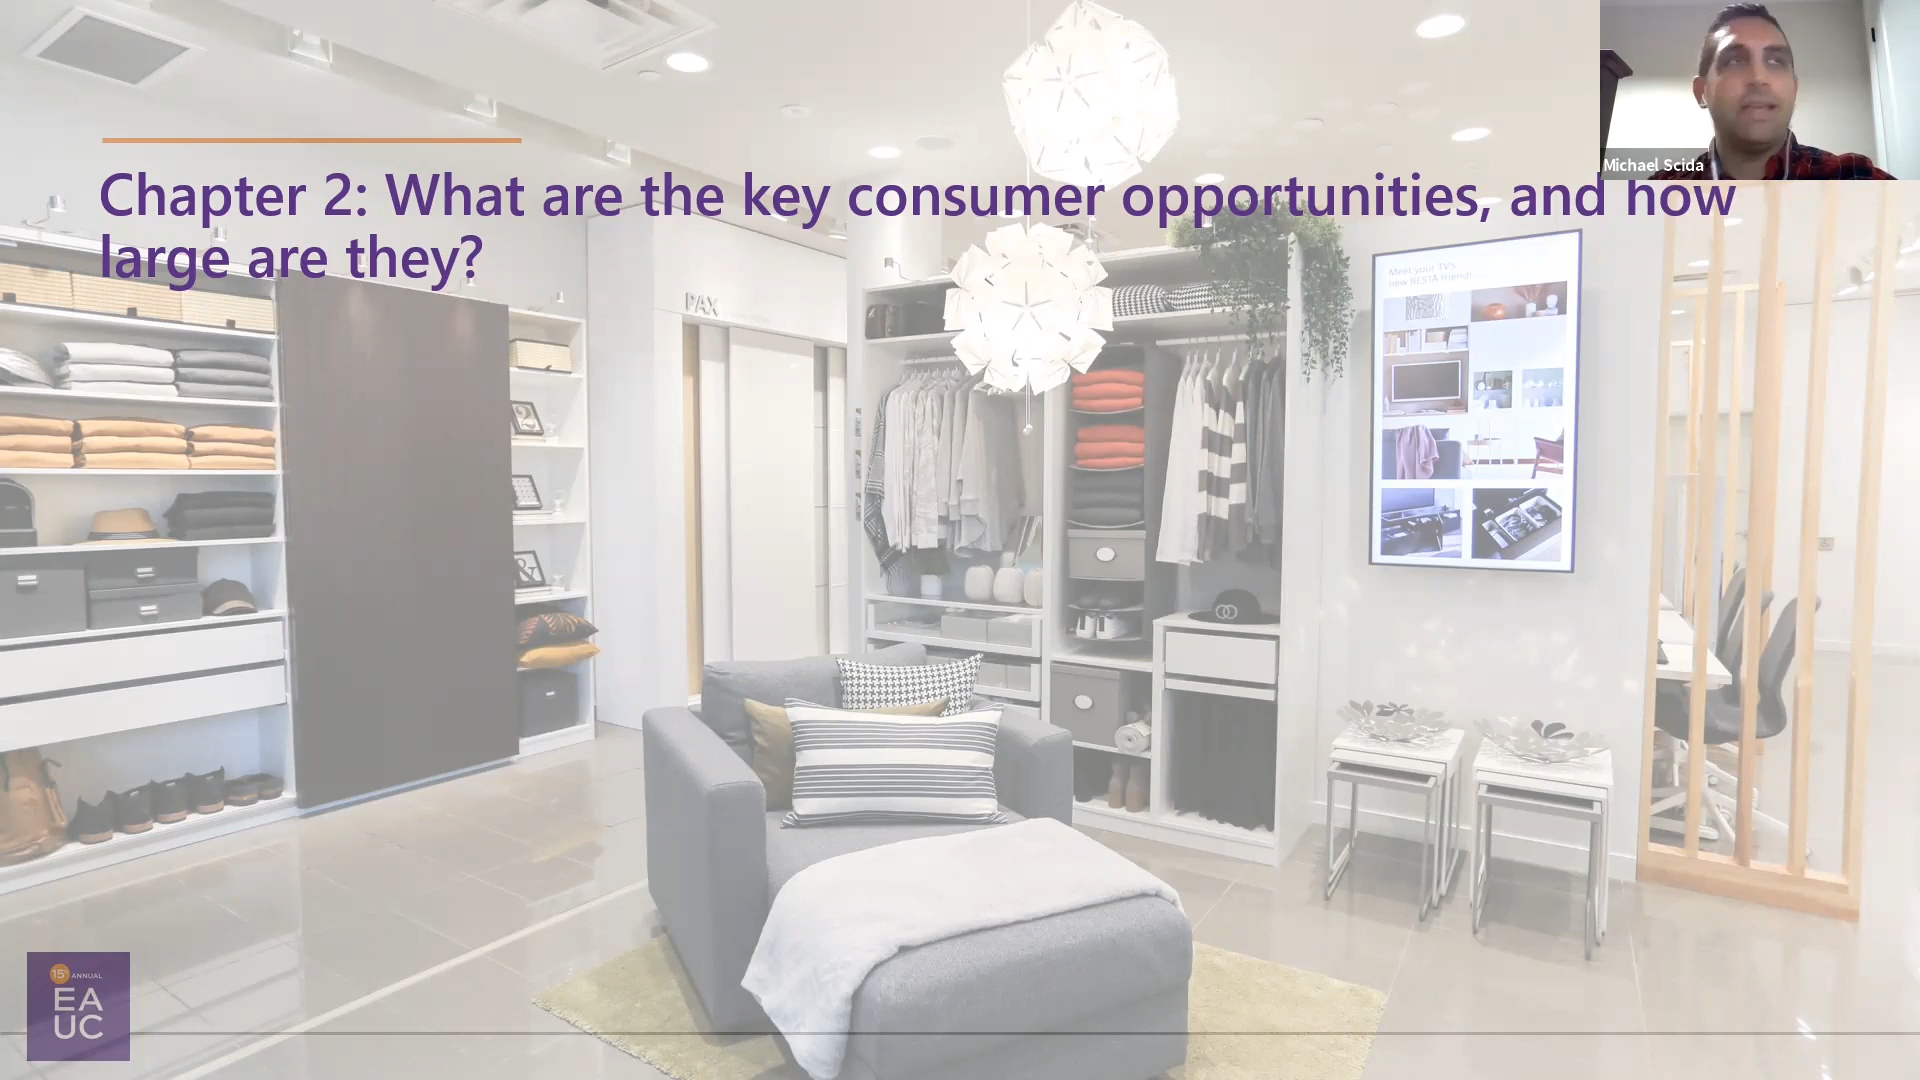 Michael Scida
Chapter 2: What are the key consumer opportunities, and how
large are they?
PAX
Meet your TV's
new BESTÅ friend!
2
&
15th ANNUAL
EA
UC